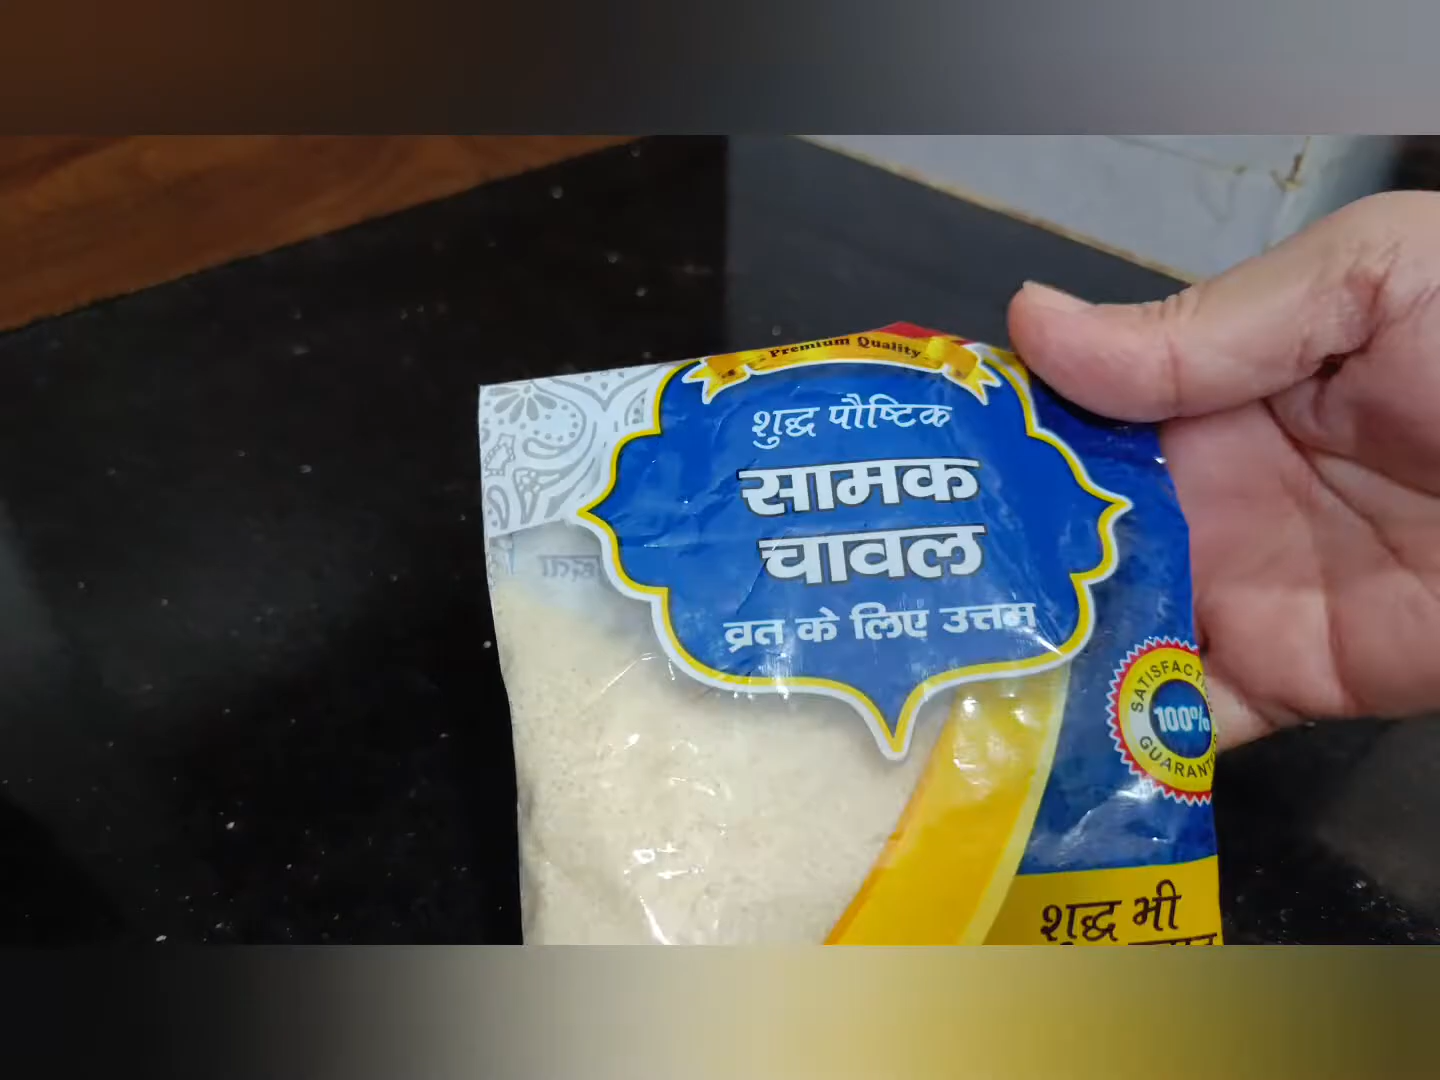 Premium Quality
शुद्ध पौष्टिक
सामक
चावल
व्रत के लिए उत्तम
100%
शुद्ध भी